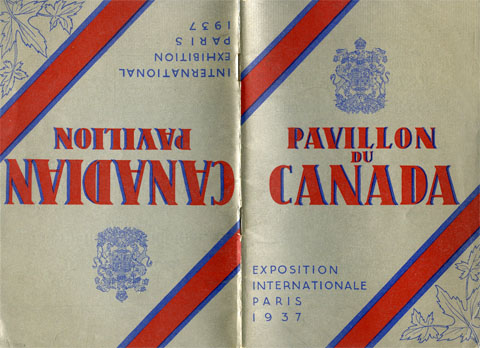 PAVILLON
DU
CANADA
EXPOSITION
INTERNATIONALE
PARIS
1937
CANADIAN
PAVILION
INTERNATIONAL
EXHIBITION
PARIS
1937